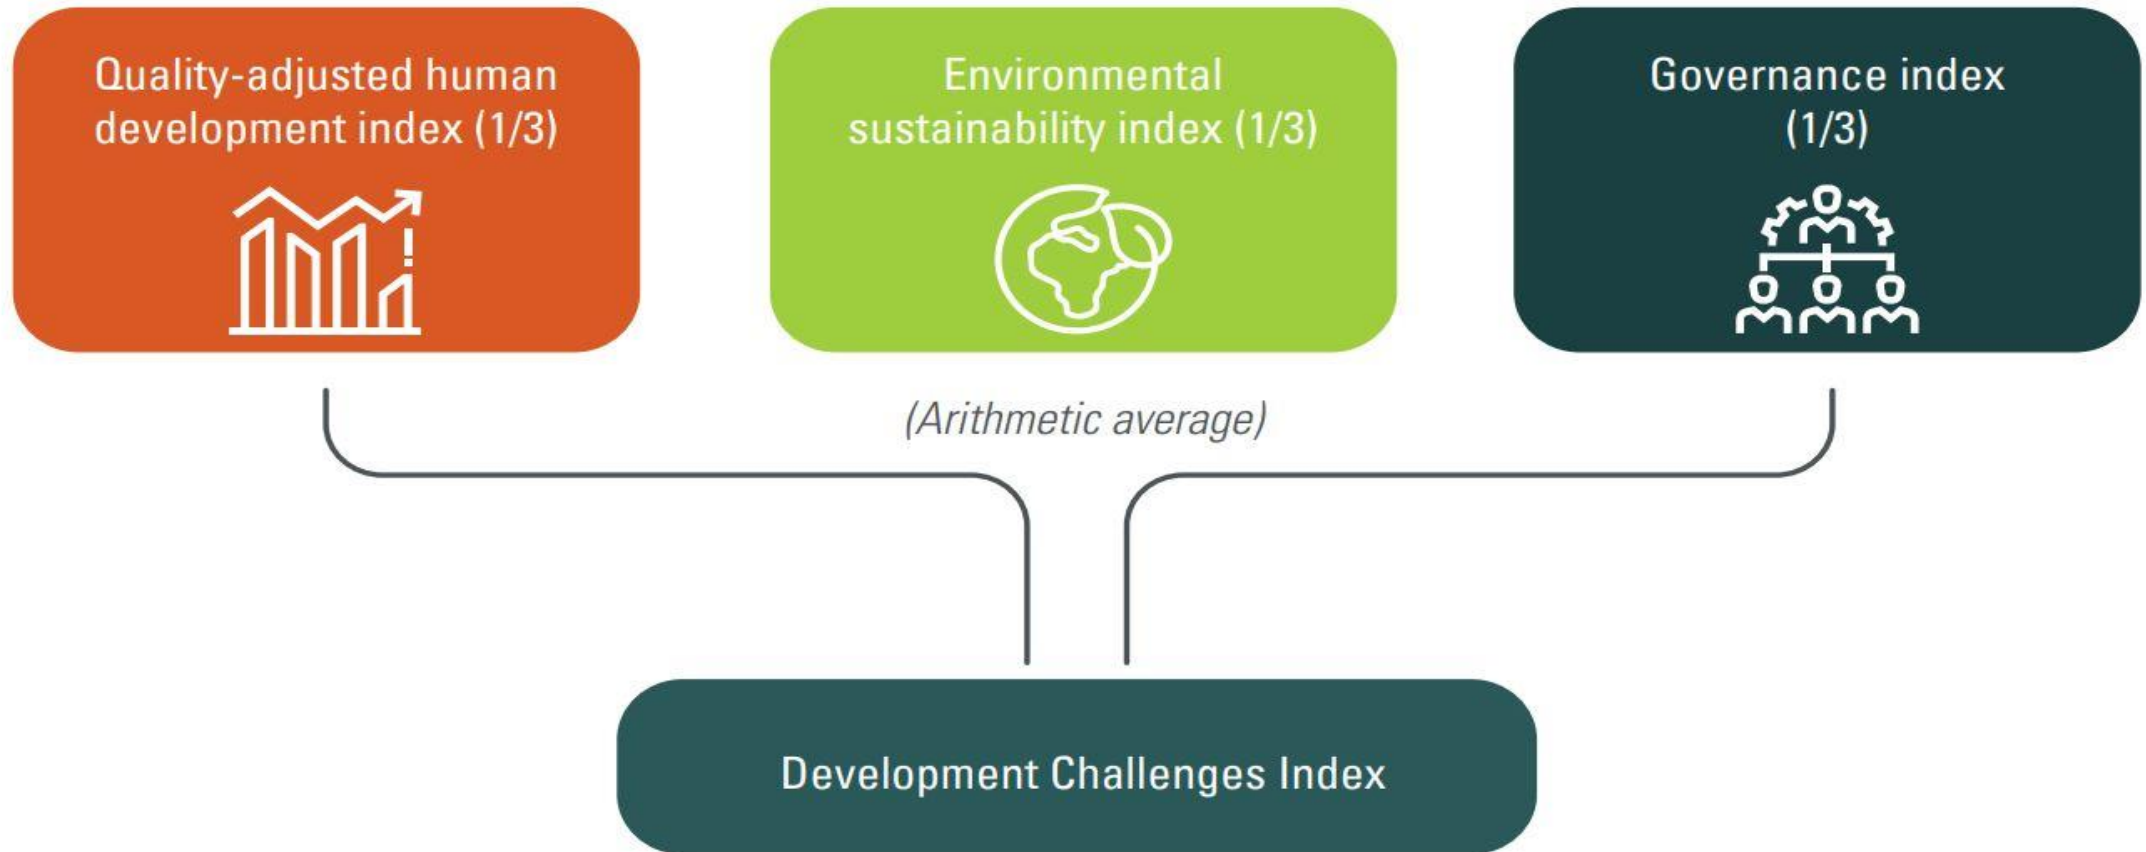 Quality-adjusted human
development index (1/3)
Environmental
sustainability index (1/3)
Governance index
(1/3)
(Arithmetic average)
Development Challenges Index